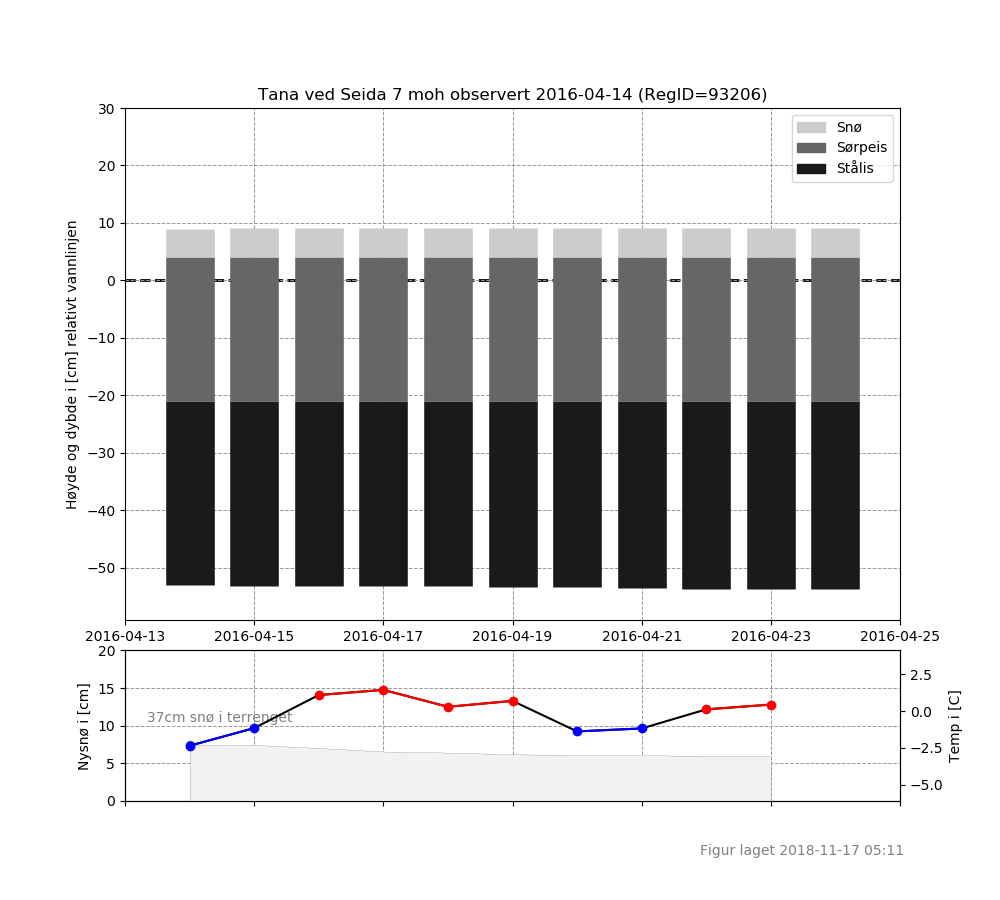 Tana ved Seida 7 moh observert 2016-04-14 (RegID=93206)
Høyde og dybde i [cm] relativt vannlinjen
30
20
10
0
−10
−20
−30
−40
−50
Snø
Sørpeis
Stålis
2016-04-13 2016-04-15 2016-04-17 2016-04-19 2016-04-21 2016-04-23 2016-04-25
Nysnø i [cm]
20
15
10
5
0
37cm snø i terrenget
2.5
0.0
−2.5
−5.0
Temp i [C]
Figur laget 2018-11-17 05:11